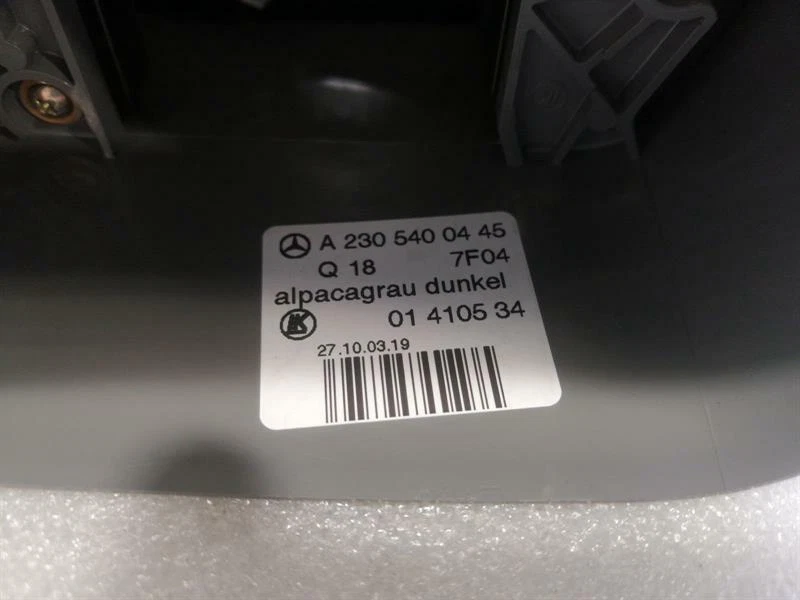 A 230 540 04 45
Q 18 7F04
alpacagrau dunkel
K 01 4105 34
27.10.03.19